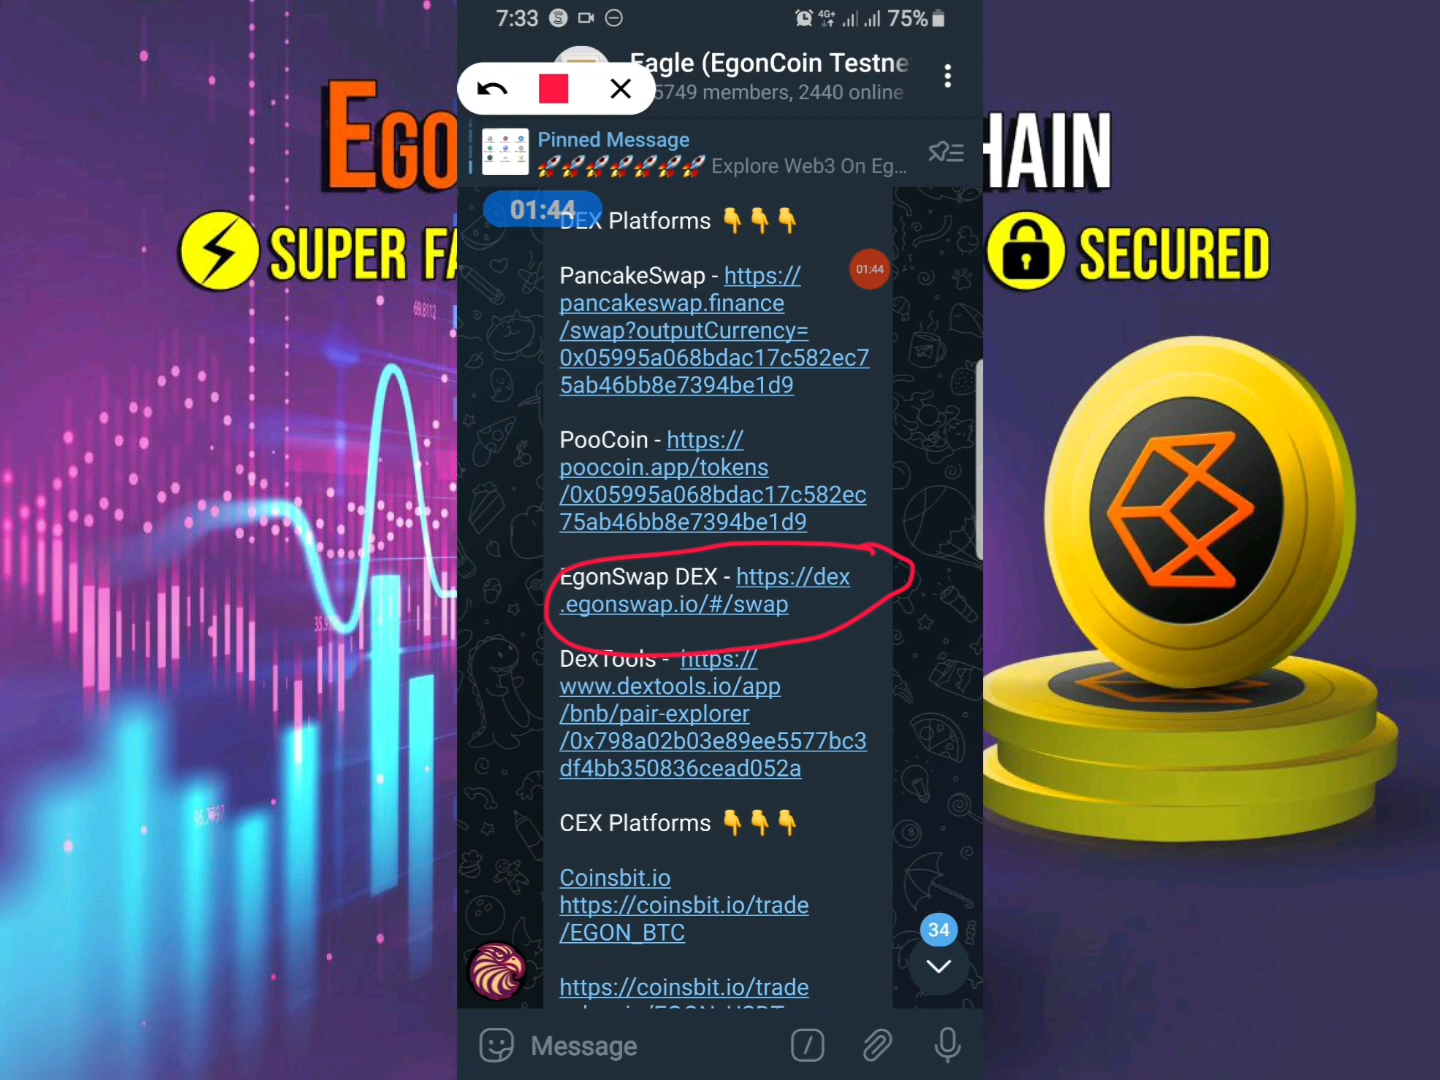 7:33
4G+
75%
Eagle (EgonCoin Testne
5749 members, 2440 online
Pinned Message
🚀🚀🚀🚀🚀🚀🚀 Explore Web3 On Eg...
01:44
DEX Platforms 👇👇👇
PancakeSwap - https://
pancakeswap.finance
/swap?outputCurrency=
0x05995a068bdac17c582ec7
5ab46bb8e7394be1d9
01:44
PooCoin - https://
poocoin.app/tokens
/0x05995a068bdac17c582ec
75ab46bb8e7394be1d9
EgonSwap DEX - https://dex
.egonswap.io/#/swap
DexTools - https://
www.dextools.io/app
/bnb/pair-explorer
/0x798a02b03e89ee5577bc3
df4bb350836cead052a
CEX Platforms 👇👇👇
Coinsbit.io
https://coinsbit.io/trade
/EGON_BTC
https://coinsbit.io/trade
34
Message
EGO
HAIN
SUPER FA
SECURED